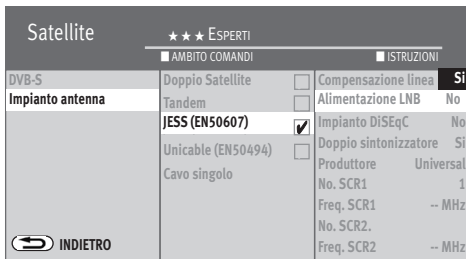 Satellite
★★★ ESPERTI
AMBITO COMANDI
ISTRUZIONI
DVB-S
Impianto antenna
Doppio Satellite
Tandem
JESS (EN50607)
Unicable (EN50494)
Cavo singolo
Compensazione linea Si
Alimentazione LNB No
Impianto DiSEqC No
Doppio sintonizzatore Si
Produttore Universal
No. SCR1 1
Freq. SCR1 -- MHz
No. SCR2.
Freq. SCR2 -- MHz
INDIETRO